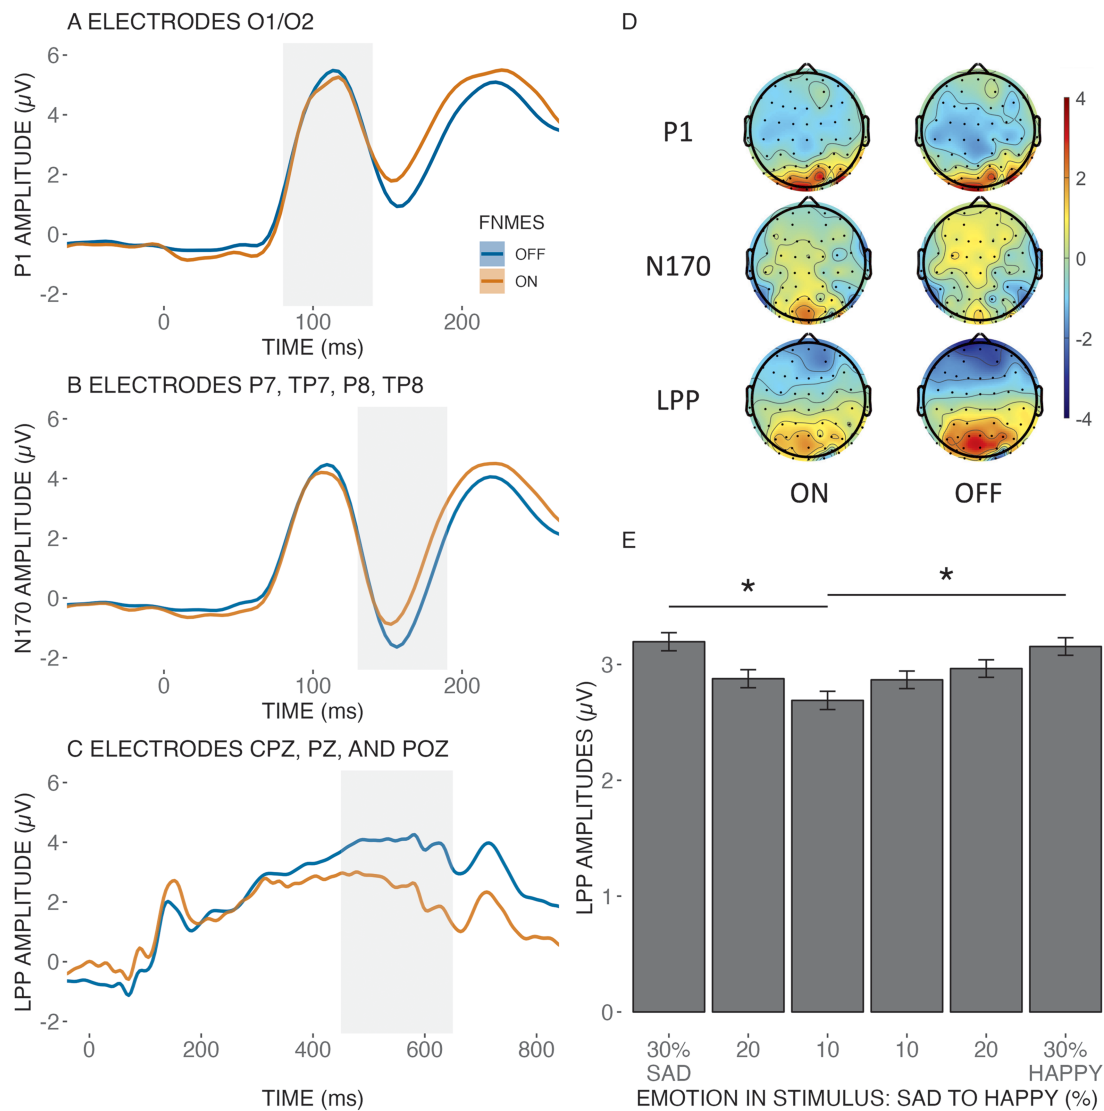 A ELECTRODES O1/O2
P1 AMPLITUDE (µV)
6
4
2
0
-2
0 100 200
TIME (ms)
FNMES
OFF
ON
B ELECTRODES P7, TP7, P8, TP8
N170 AMPLITUDE (µV)
6
4
2
0
-2
0 100 200
TIME (ms)
C ELECTRODES CPZ, PZ, AND POZ
LPP AMPLITUDE (µV)
6
4
2
0
-2
0 200 400 600 800
TIME (ms)
D
P1
N170
LPP
ON OFF
4
2
0
-2
-4
E
* *
LPP AMPLITUDES (µV)
3
2
1
0
30% 20 10 10 20 30%
SAD HAPPY
EMOTION IN STIMULUS: SAD TO HAPPY (%)